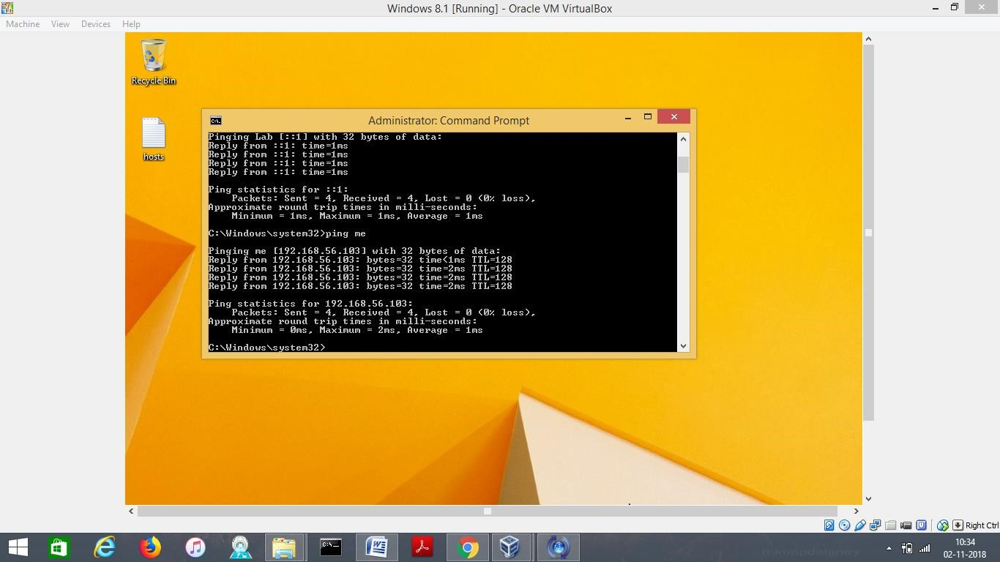 Windows 8.1 [Running] - Oracle VM VirtualBox
Machine View Devices Help
Recycle Bin
hosts
Administrator: Command Prompt
Pinging Lab [::1] with 32 bytes of data:
Reply from ::1: time=1ms
Reply from ::1: time=1ms
Reply from ::1: time=1ms
Reply from ::1: time=1ms
Ping statistics for ::1:
Packets: Sent = 4, Received = 4, Lost = 0 (0% loss),
Approximate round trip times in milli-seconds:
Minimum = 1ms, Maximum = 1ms, Average = 1ms
C:\Windows\system32>ping me
Pinging me [192.168.56.103] with 32 bytes of data:
Reply from 192.168.56.103: bytes=32 time<1ms TTL=128
Reply from 192.168.56.103: bytes=32 time=2ms TTL=128
Reply from 192.168.56.103: bytes=32 time=2ms TTL=128
Reply from 192.168.56.103: bytes=32 time=2ms TTL=128
Ping statistics for 192.168.56.103:
Packets: Sent = 4, Received = 4, Lost = 0 (0% loss),
Approximate round trip times in milli-seconds:
Minimum = 0ms, Maximum = 2ms, Average = 1ms
C:\Windows\system32>
Right Ctrl
b.koppdelaney
10:34
02-11-2018